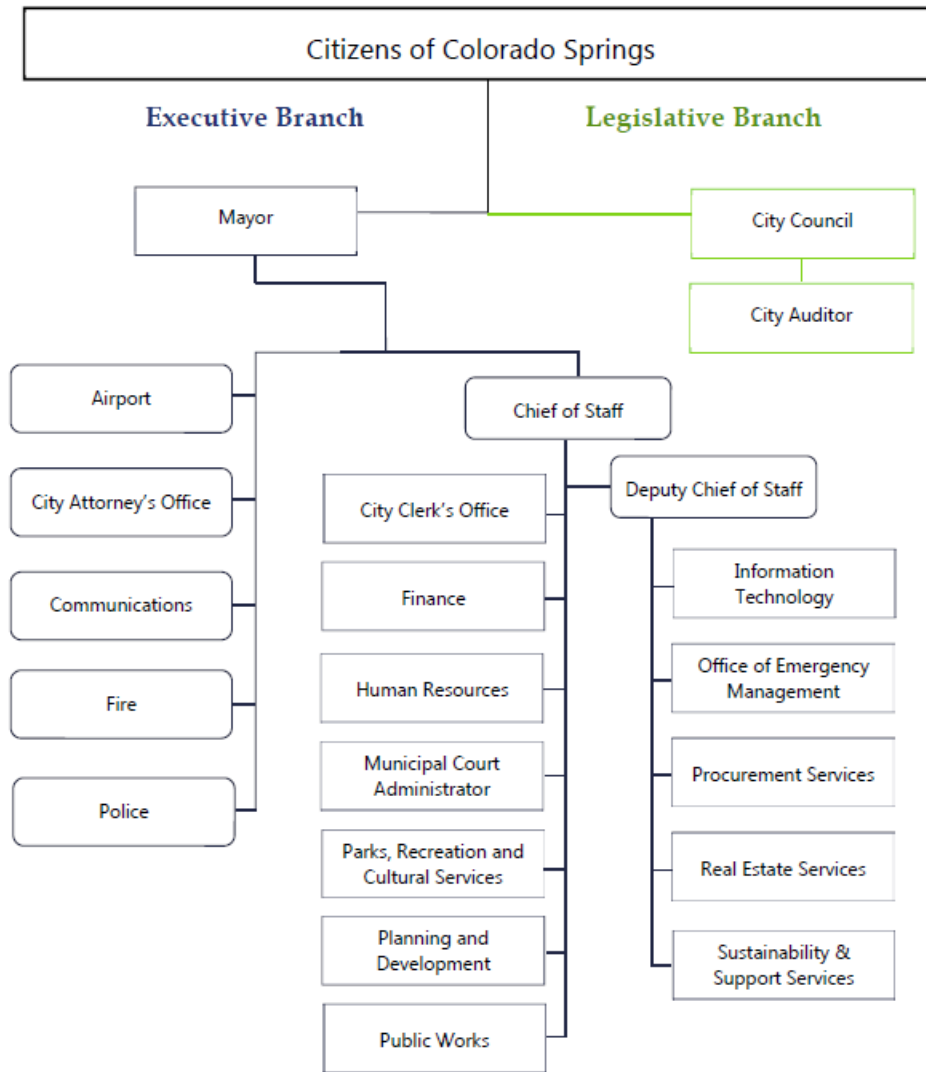 Citizens of Colorado Springs
Executive Branch
Legislative Branch
Mayor
City Council
City Auditor
Airport
City Attorney's Office
Communications
Fire
Police
Chief of Staff
City Clerk's Office
Finance
Human Resources
Municipal Court
Administrator
Parks, Recreation and
Cultural Services
Planning and
Development
Public Works
Deputy Chief of Staff
Information
Technology
Office of Emergency
Management
Procurement Services
Real Estate Services
Sustainability &
Support Services